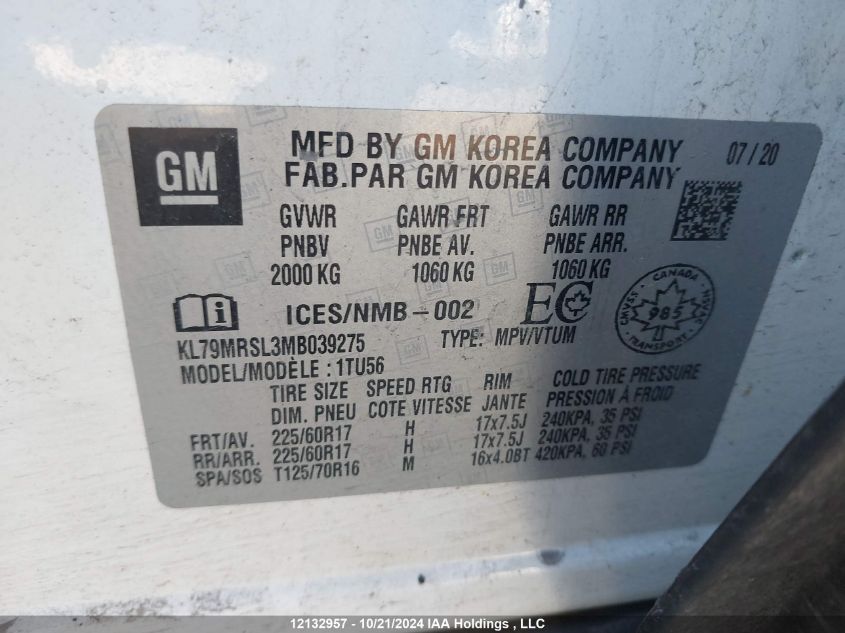 GM
MFD BY GM KOREA COMPANY 07/20
FAB.PAR GM KOREA COMPANY
GVWR GAWR FRT GAWR RR
PNBV PNBE AV. PNBE ARR.
2000 KG 1060 KG 1060 KG
ICES/NMB-002 EC
CANADA
CMVSS 985 NSVAC
TRANSPORT
KL79MRSL3MB039275 TYPE: MPV/VTUM
MODEL/MODÈLE : 1TU56
TIRE SIZE SPEED RTG RIM COLD TIRE PRESSURE
DIM. PNEU COTE VITESSE JANTE PRESSION À FROID
FRT/AV. 225/60R17 H 17x7.5J 240KPA, 35 PSI
RR/ARR. 225/60R17 H 17x7.5J 240KPA, 35 PSI
SPA/SOS T125/70R16 M 16x4.0BT 420KPA, 60 PSI
12132957 - 10/21/2024 IAA Holdings , LLC